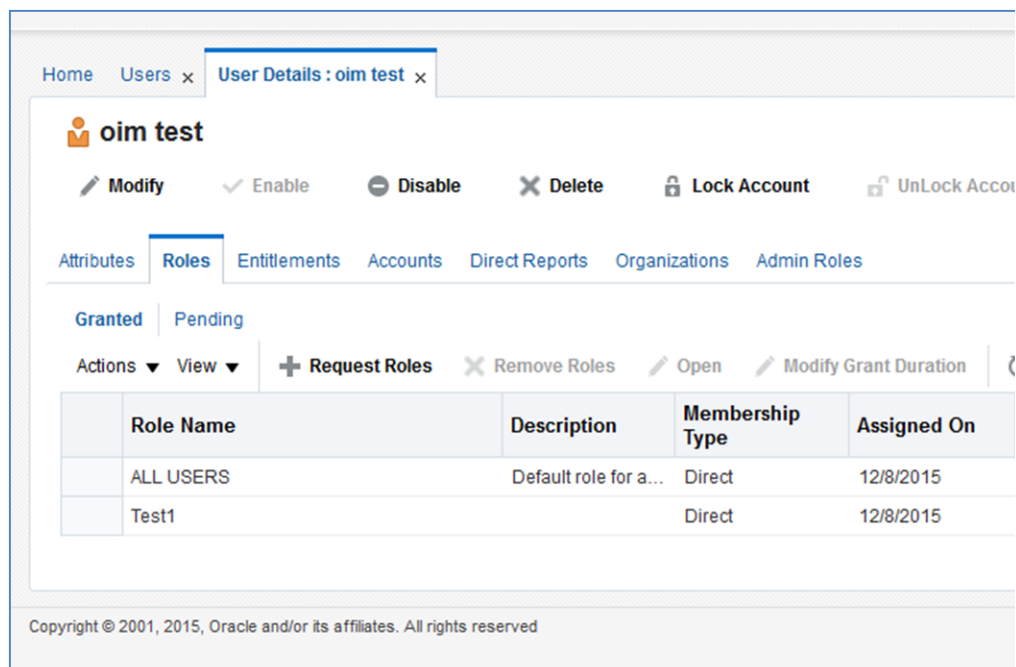 Home Users x User Details : oim test x
oim test
Modify Enable Disable Delete Lock Account UnLock
Attributes Roles Entitlements Accounts Direct Reports Organizations Admin Roles
Granted Pending
Actions View Request Roles Remove Roles Open Modify Grant Duration
Role Name Description Membership Type Assigned On
ALL USERS Default role for a... Direct 12/8/2015
Test1 Direct 12/8/2015
Copyright © 2001, 2015, Oracle and/or its affiliates. All rights reserved